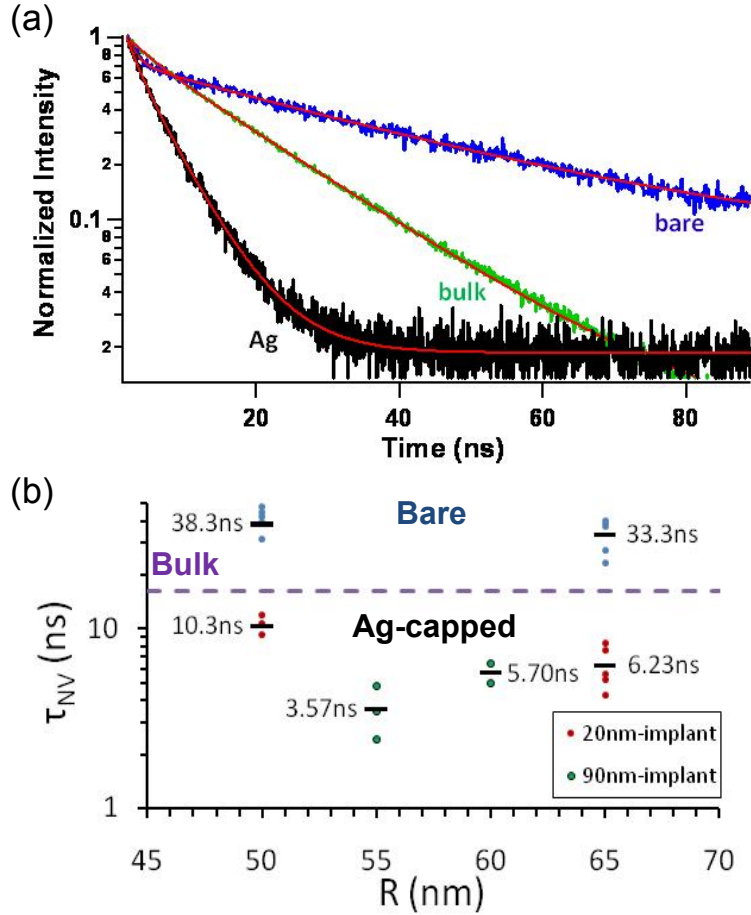 (a)
Normalized Intensity
1
8
6
4
2
0.1
8
6
4
2
bare
bulk
Ag
20
40
60
80
Time (ns)
(b)
τNV (ns)
10
1
38.3ns
Bare
33.3ns
Bulk
10.3ns
Ag-capped
5.70ns
6.23ns
3.57ns
20nm-implant
90nm-implant
45
50
55
60
65
70
R (nm)